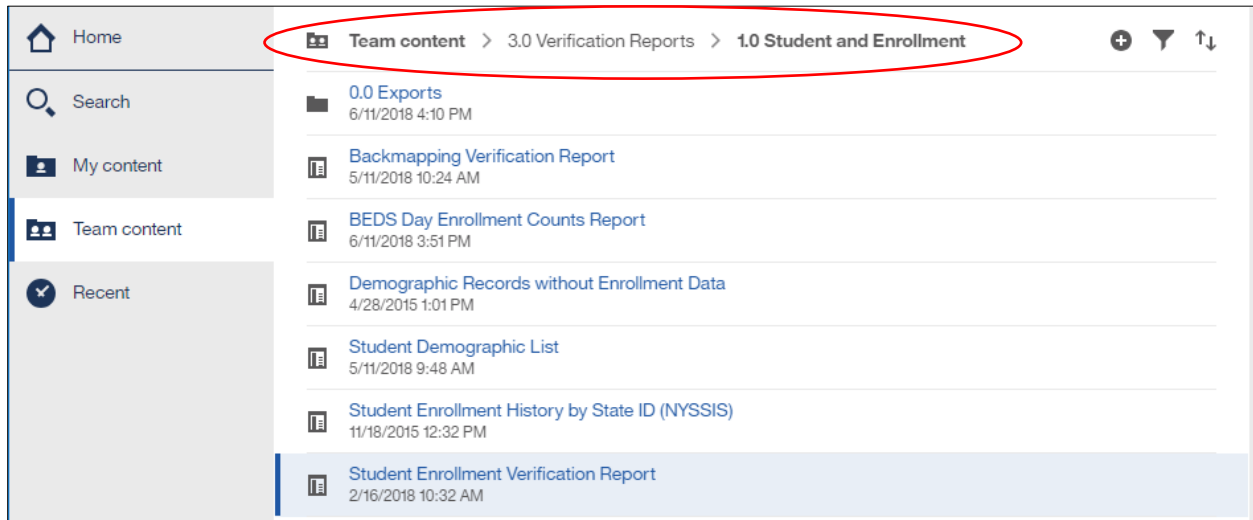 Home
Search
My content
Team content
Recent
Team content > 3.0 Verification Reports > 1.0 Student and Enrollment
0.0 Exports
6/11/2018 4:10 PM
Backmapping Verification Report
5/11/2018 10:24 AM
BEDS Day Enrollment Counts Report
6/11/2018 3:51 PM
Demographic Records without Enrollment Data
4/28/2015 1:01 PM
Student Demographic List
5/11/2018 9:48 AM
Student Enrollment History by State ID (NYSSIS)
11/18/2015 12:32 PM
Student Enrollment Verification Report
2/16/2018 10:32 AM